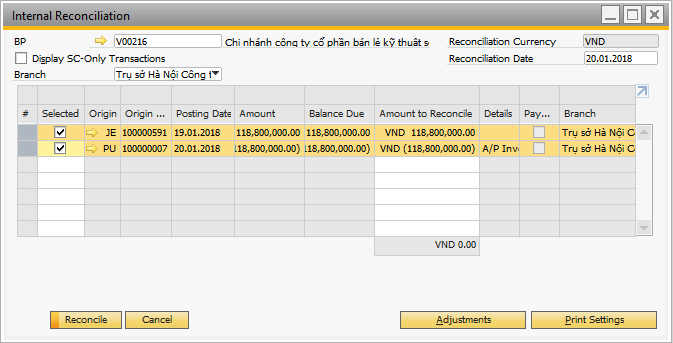 Internal Reconciliation
BP V00216 Chi nhánh công ty cổ phần bán lẻ kỹ thuật s Reconciliation Currency VND
Display SC-Only Transactions Reconciliation Date 20.01.2018
Branch Trụ sở Hà Nội Công t
# Selected Origin Origin ... Posting Date Amount Balance Due Amount to Reconcile Details Pay... Branch
JE 100000591 19.01.2018 118,800,000.00 118,800,000.00 VND 118,800,000.00 Trụ sở Hà Nội Cô
PU 100000007 20.01.2018 118,800,000.00) 118,800,000.00) VND (118,800,000.00) A/P Invo Trụ sở Hà Nội Cô
VND 0.00
Reconcile Cancel Adjustments Print Settings